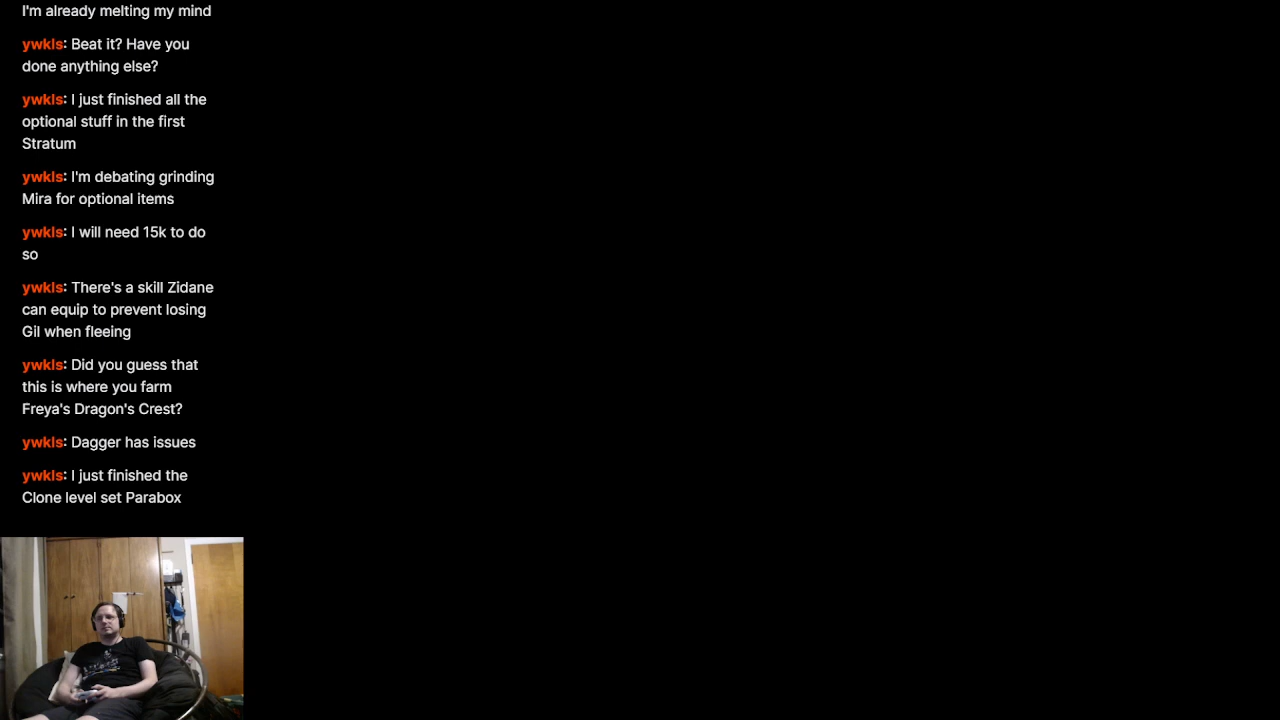 I'm already melting my mind
ywkls: Beat it? Have you
done anything else?
ywkls: I just finished all the
optional stuff in the first
Stratum
ywkls: I'm debating grinding
Mira for optional items
ywkls: I will need 15k to do
so
ywkls: There's a skill Zidane
can equip to prevent losing
Gil when fleeing
ywkls: Did you guess that
this is where you farm
Freya's Dragon's Crest?
ywkls: Dagger has issues
ywkls: I just finished the
Clone level set Parabox